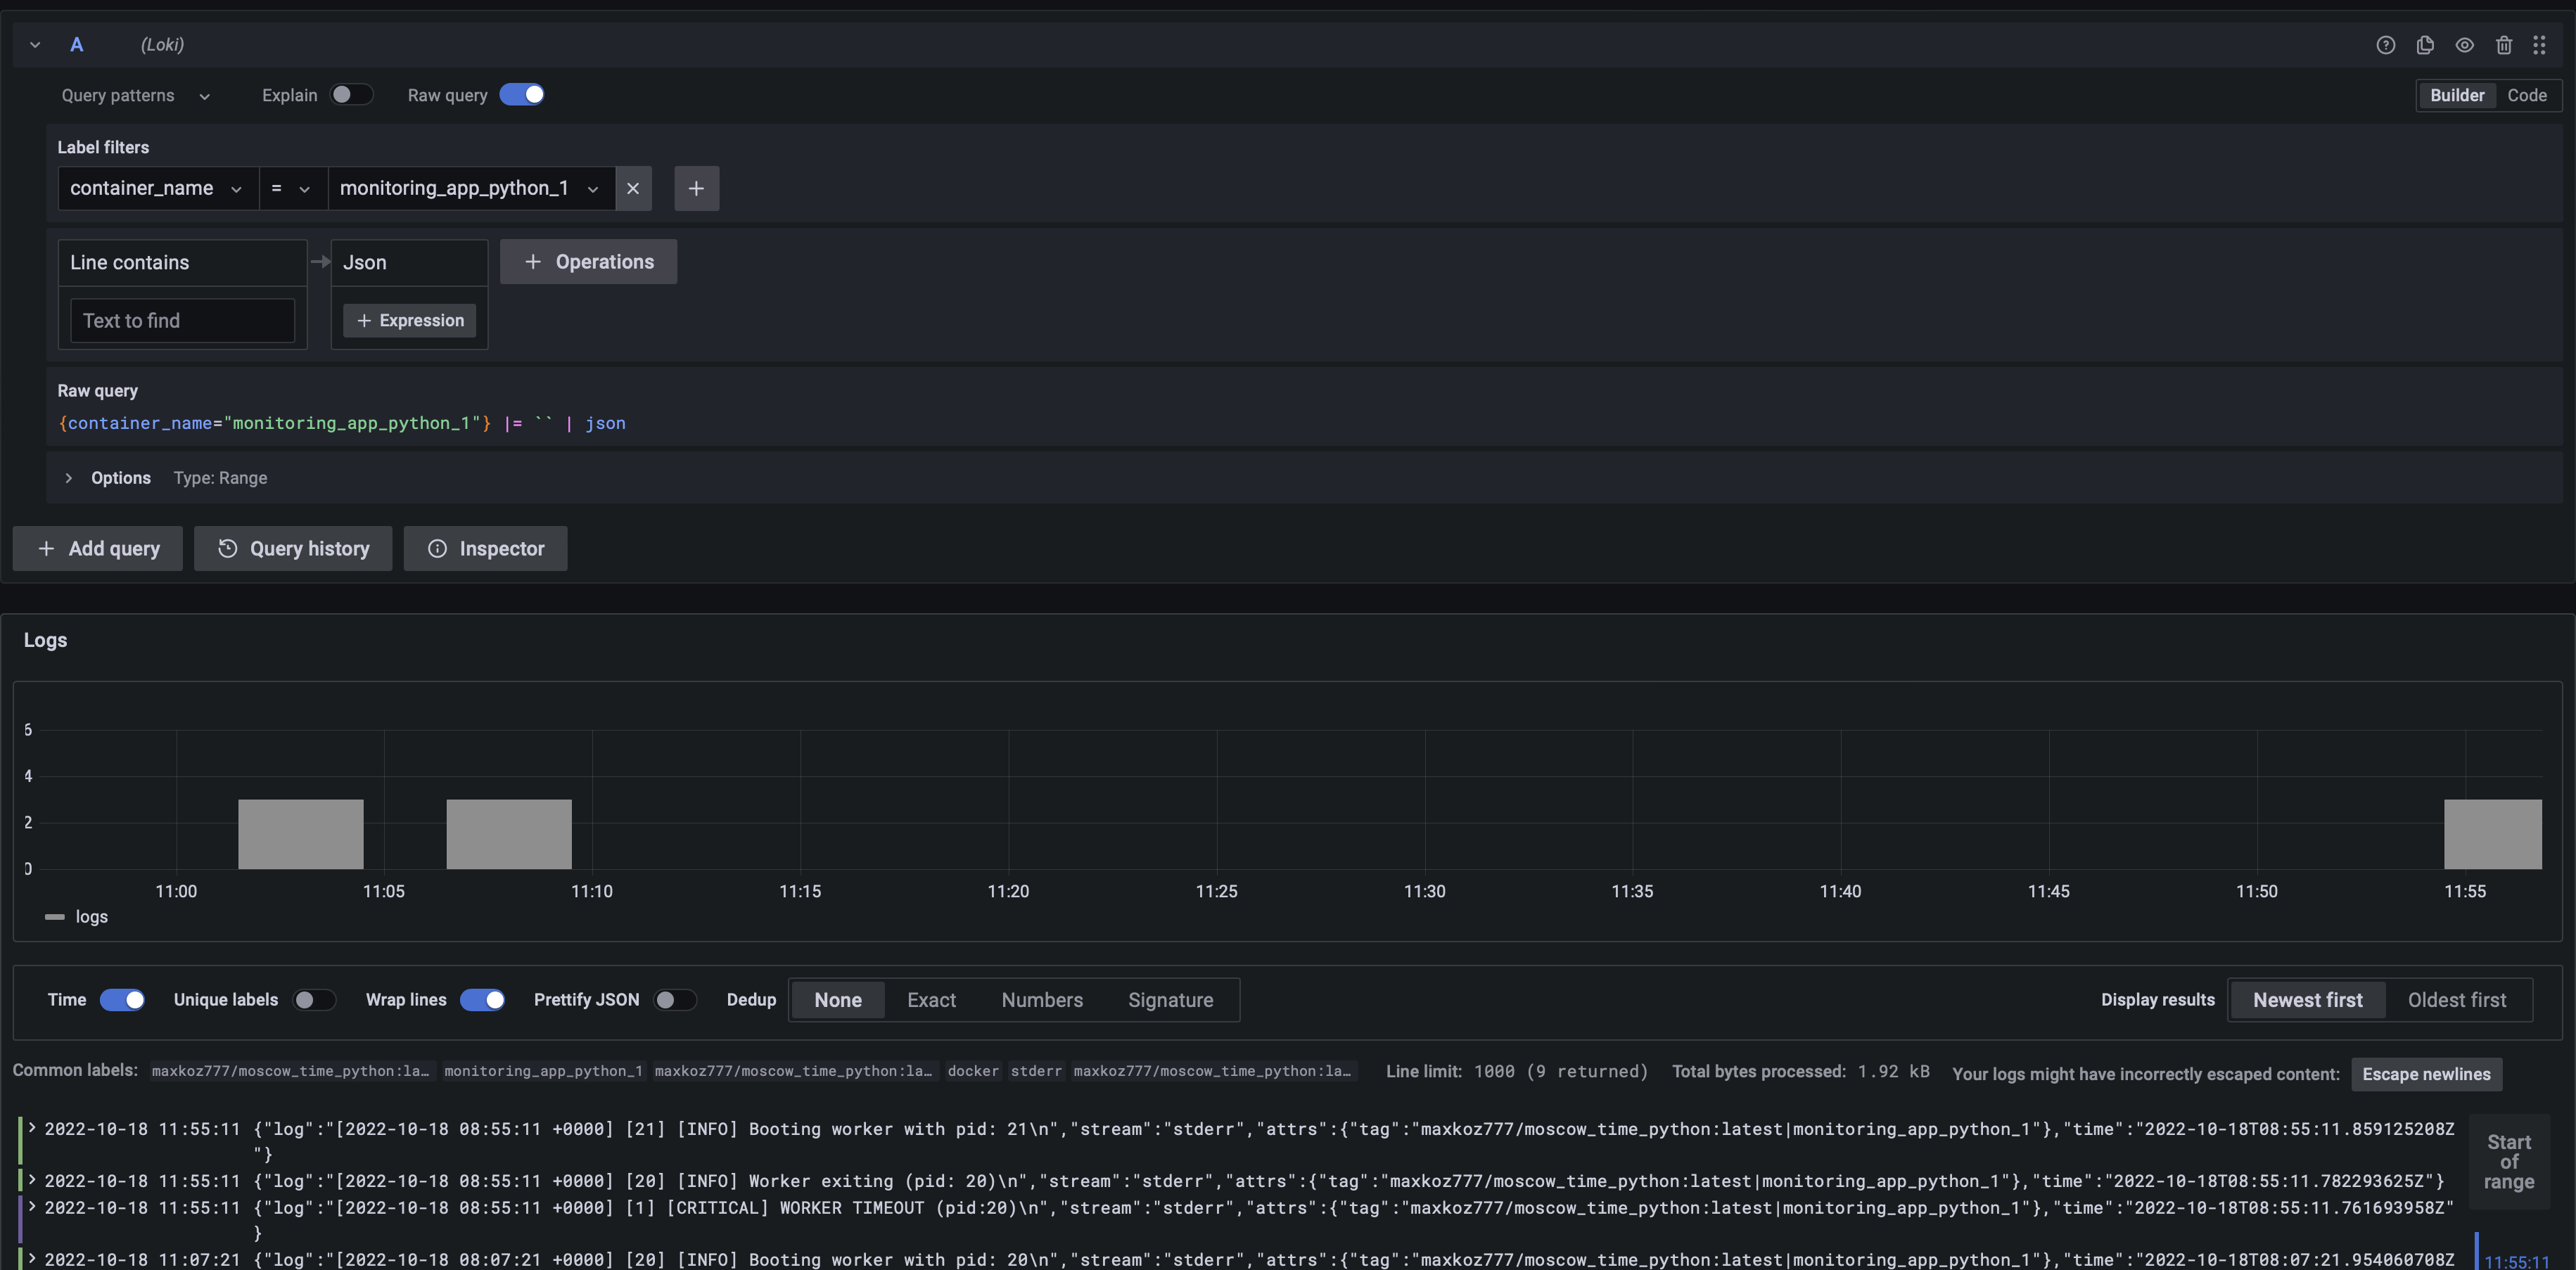 A (Loki)
Query patterns Explain Raw query Builder Code
Label filters
container_name = monitoring_app_python_1
Line contains Json + Operations
Text to find + Expression
Raw query
{container_name="monitoring_app_python_1"} |= `` | json
Options Type: Range
+ Add query Query history Inspector
Logs
6
4
2
0
11:00 11:05 11:10 11:15 11:20 11:25 11:30 11:35 11:40 11:45 11:50 11:55
logs
Time Unique labels Wrap lines Prettify JSON Dedup None Exact Numbers Signature Display results Newest first Oldest first
Common labels: maxkoz777/moscow_time_python:la… monitoring_app_python_1 maxkoz777/moscow_time_python:la… docker stderr maxkoz777/moscow_time_python:la… Line limit: 1000 (9 returned) Total bytes processed: 1.92 kB Your logs might have incorrectly escaped content: Escape newlines
2022-10-18 11:55:11 {"log":"[2022-10-18 08:55:11 +0000] [21] [INFO] Booting worker with pid: 21\n","stream":"stderr","attrs":{"tag":"maxkoz777/moscow_time_python:latest|monitoring_app_python_1"},"time":"2022-10-18T08:55:11.859125208Z
"}
2022-10-18 11:55:11 {"log":"[2022-10-18 08:55:11 +0000] [20] [INFO] Worker exiting (pid: 20)\n","stream":"stderr","attrs":{"tag":"maxkoz777/moscow_time_python:latest|monitoring_app_python_1"},"time":"2022-10-18T08:55:11.782293625Z"}
2022-10-18 11:55:11 {"log":"[2022-10-18 08:55:11 +0000] [1] [CRITICAL] WORKER TIMEOUT (pid:20)\n","stream":"stderr","attrs":{"tag":"maxkoz777/moscow_time_python:latest|monitoring_app_python_1"},"time":"2022-10-18T08:55:11.761693958Z"
}
2022-10-18 11:07:21 {"log":"[2022-10-18 08:07:21 +0000] [20] [INFO] Booting worker with pid: 20\n","stream":"stderr","attrs":{"tag":"maxkoz777/moscow_time_python:latest|monitoring_app_python_1"},"time":"2022-10-18T08:07:21.954060708Z
Start
of
range
11:55:11